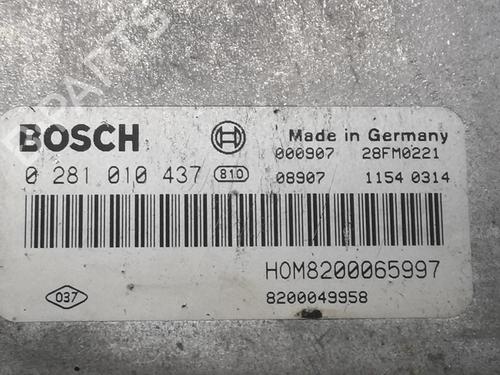 BOSCH
Made in Germany
000907 28FM0221
0 281 010 437 810
08907 1154 0314
HOM8200065997
037
8200049958